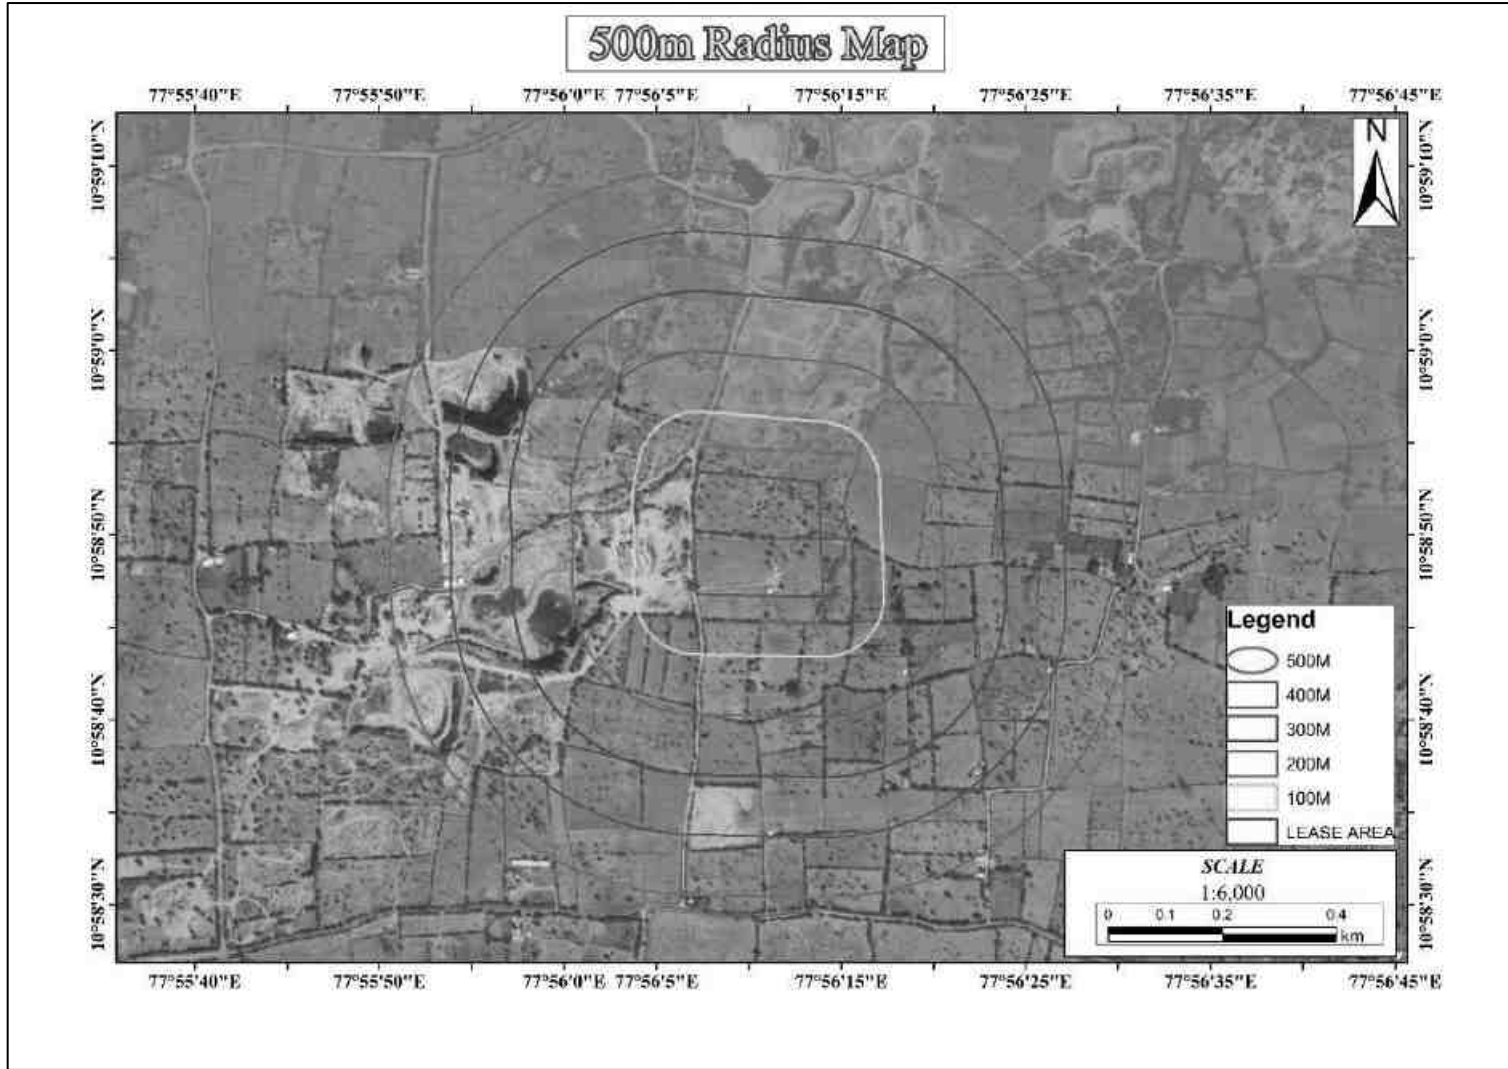 500m Radius Map
77°55'40"E 77°55'50"E 77°56'0"E 77°56'5"E 77°56'15"E 77°56'25"E 77°56'35"E 77°56'45"E
10°59'10"N 10°59'10"N
N
10°59'0"N 10°59'0"N
10°58'50"N 10°58'50"N
10°58'40"N 10°58'40"N
10°58'30"N 10°58'30"N
Legend
500M
400M
300M
200M
100M
LEASE AREA
SCALE
1:6,000
0 0.1 0.2 0.4
km
77°55'40"E 77°55'50"E 77°56'0"E 77°56'5"E 77°56'15"E 77°56'25"E 77°56'35"E 77°56'45"E